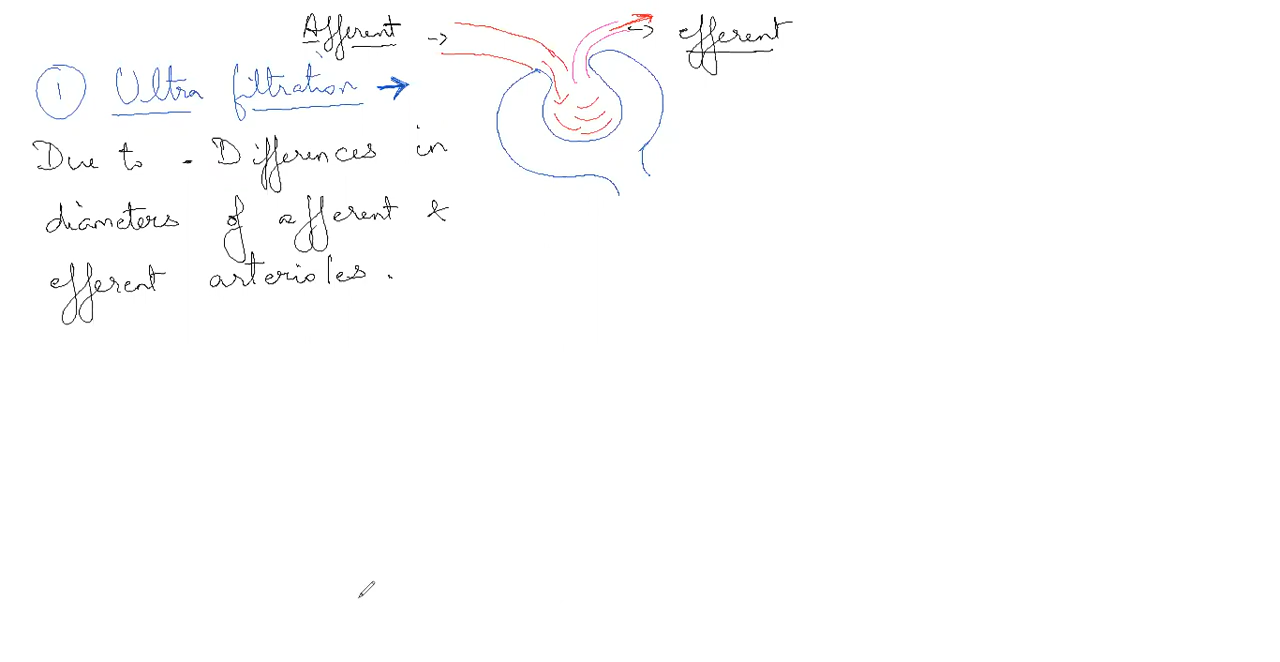 Afferent -> -> efferent
① Ultra filtration →
Due to - Differences in
diameters of afferent &
efferent arterioles.